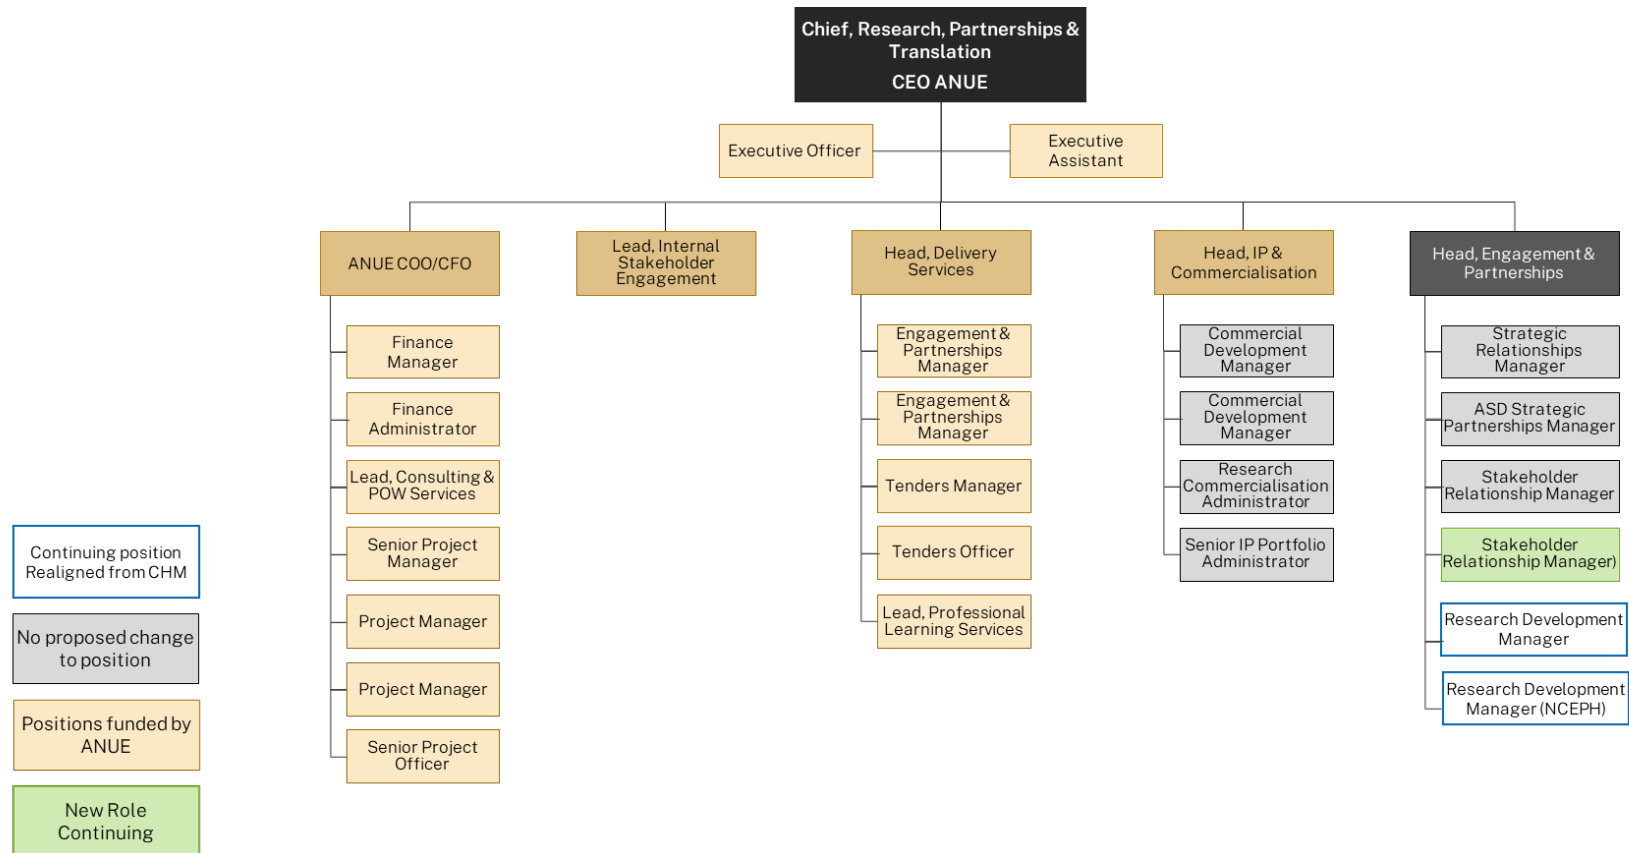 Chief, Research, Partnerships &
Translation
CEO ANUE
Executive Officer
Executive
Assistant
ANUE COO/CFO
Finance
Manager
Finance
Administrator
Lead, Consulting &
POW Services
Senior Project
Manager
Project Manager
Project Manager
Senior Project
Officer
Lead, Internal
Stakeholder
Engagement
Head, Delivery
Services
Engagement &
Partnerships
Manager
Engagement &
Partnerships
Manager
Tenders Manager
Tenders Officer
Lead, Professional
Learning Services
Head, IP &
Commercialisation
Commercial
Development
Manager
Commercial
Development
Manager
Research
Commercialisation
Administrator
Senior IP Portfolio
Administrator
Head, Engagement &
Partnerships
Strategic
Relationships
Manager
ASD Strategic
Partnerships Manager
Stakeholder
Relationship Manager
Stakeholder
Relationship Manager)
Research Development
Manager
Research Development
Manager (NCEPH)
Continuing position
Realigned from CHM
No proposed change
to position
Positions funded by
ANUE
New Role
Continuing